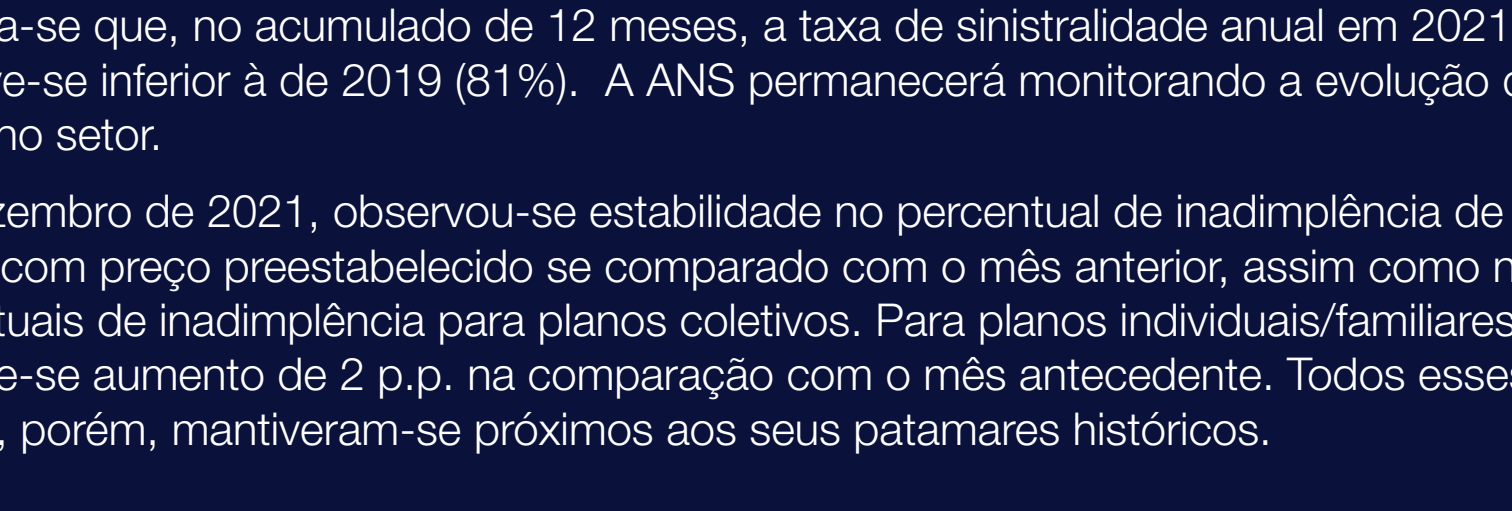 a-se que, no acumulado de 12 meses, a taxa de sinistralidade anual em 2021
e-se inferior à de 2019 (81%).  A ANS permanecerá monitorando a evolução
no setor.
zembro de 2021, observou-se estabilidade no percentual de inadimplência de
com preço preestabelecido se comparado com o mês anterior, assim como
tuais de inadimplência para planos coletivos. Para planos individuais/familiares
e-se aumento de 2 p.p. na comparação com o mês antecedente. Todos esses
, porém, mantiveram-se próximos aos seus patamares históricos.